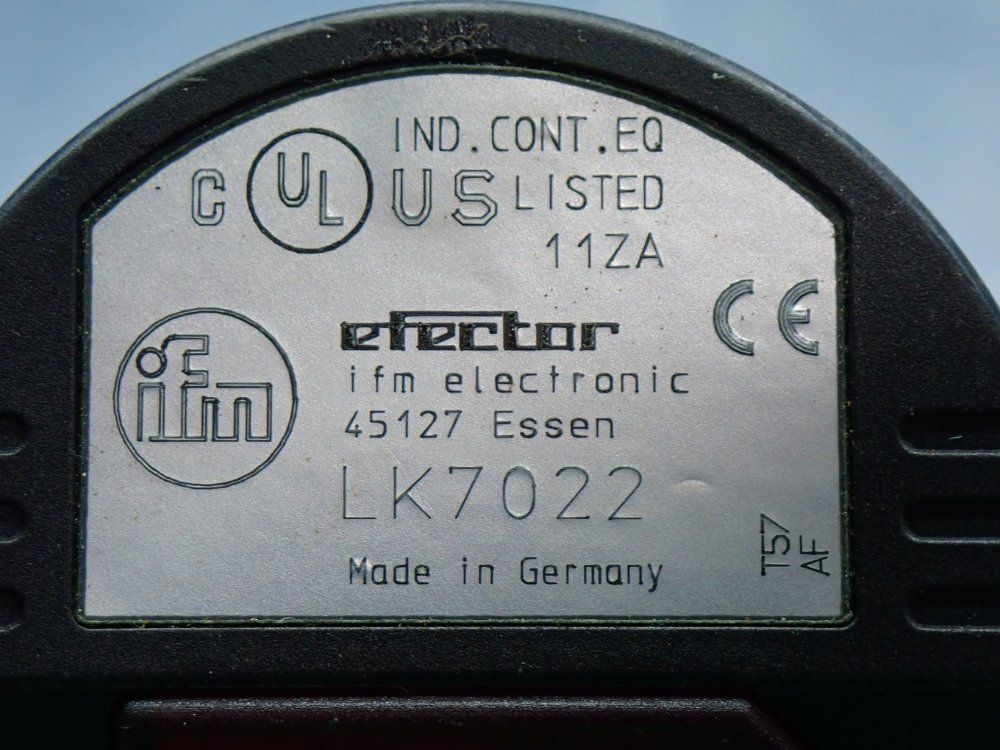 IND.CONT.EQ
C UL US LISTED
11ZA
CE
efector
ifm
ifm electronic
45127 Essen
LK7022
T57
AF
Made in Germany